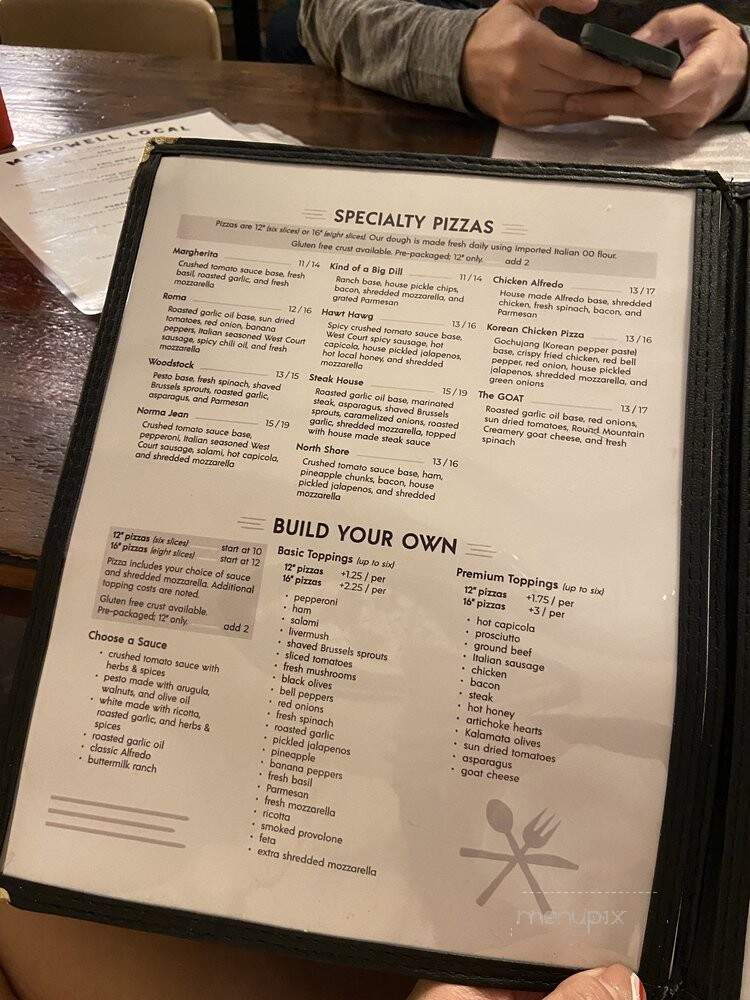 MCDOWELL LOCAL
SPECIALTY PIZZAS
Pizzas are 12" (six slices) or 16" (eight slices). Our dough is made fresh daily using imported Italian 00 flour.
Gluten free crust available. Pre-packaged; 12" only. add 2
Margherita 11 / 14
Crushed tomato sauce base, fresh
basil, roasted garlic, and fresh
mozzarella
Roma 12 / 16
Roasted garlic oil base, sun dried
tomatoes, red onion, banana
peppers, Italian seasoned West Court
sausage, spicy chili oil, and fresh
mozzarella
Woodstock 13 / 15
Pesto base, fresh spinach, shaved
Brussels sprouts, roasted garlic,
asparagus, and Parmesan
Norma Jean 15 / 19
Crushed tomato sauce base,
pepperoni, Italian seasoned West
Court sausage, salami, hot capicola,
and shredded mozzarella
Kind of a Big Dill 11 / 14
Ranch base, house pickle chips,
bacon, shredded mozzarella, and
grated Parmesan
Hawt Hawg 13 / 16
Spicy crushed tomato sauce base,
West Court spicy sausage, hot
capicola, house pickled jalapenos,
hot local honey, and shredded
mozzarella
Steak House 15 / 19
Roasted garlic oil base, marinated
steak, asparagus, shaved Brussels
sprouts, caramelized onions, roasted
garlic, shredded mozzarella, topped
with house made steak sauce
North Shore 13 / 16
Crushed tomato sauce base, ham,
pineapple chunks, bacon, house
pickled jalapenos, and shredded
mozzarella
Chicken Alfredo 13 / 17
House made Alfredo base, shredded
chicken, fresh spinach, bacon, and
Parmesan
Korean Chicken Pizza 13 / 16
Gochujang (Korean pepper paste)
base, crispy fried chicken, red bell
pepper, red onion, house pickled
jalapenos, shredded mozzarella, and
green onions
The GOAT 13 / 17
Roasted garlic oil base, red onions,
sun dried tomatoes, Round Mountain
Creamery goat cheese, and fresh
spinach
BUILD YOUR OWN
12" pizzas (six slices) start at 10
16" pizzas (eight slices) start at 12
Pizza includes your choice of sauce
and shredded mozzarella. Additional
topping costs are noted.
Gluten free crust available.
Pre-packaged; 12" only. add 2
Choose a Sauce
• crushed tomato sauce with
herbs & spices
• pesto made with arugula,
walnuts, and olive oil
• white made with ricotta,
roasted garlic, and herbs &
spices
• roasted garlic oil
• classic Alfredo
• buttermilk ranch
Basic Toppings (up to six)
12" pizzas +1.25 / per
16" pizzas +2.25 / per
• pepperoni
• ham
• salami
• livermush
• shaved Brussels sprouts
• sliced tomatoes
• fresh mushrooms
• black olives
• bell peppers
• red onions
• fresh spinach
• roasted garlic
• pickled jalapenos
• pineapple
• banana peppers
• fresh basil
• Parmesan
• fresh mozzarella
• ricotta
• smoked provolone
• feta
• extra shredded mozzarella
Premium Toppings (up to six)
12" pizzas +1.75 / per
16" pizzas +3 / per
• hot capicola
• prosciutto
• ground beef
• Italian sausage
• chicken
• bacon
• steak
• hot honey
• artichoke hearts
• Kalamata olives
• sun dried tomatoes
• asparagus
• goat cheese
menupix